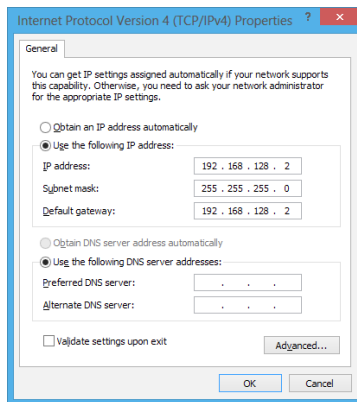 Internet Protocol Version 4 (TCP/IPv4) Properties ? ×
General
You can get IP settings assigned automatically if your network supports
this capability. Otherwise, you need to ask your network administrator
for the appropriate IP settings.
Obtain an IP address automatically
Use the following IP address:
IP address: 192 . 168 . 128 . 2
Subnet mask: 255 . 255 . 255 . 0
Default gateway: 192 . 168 . 128 . 2
Obtain DNS server address automatically
Use the following DNS server addresses:
Preferred DNS server: . . .
Alternate DNS server: . . .
Validate settings upon exit
Advanced...
OK Cancel